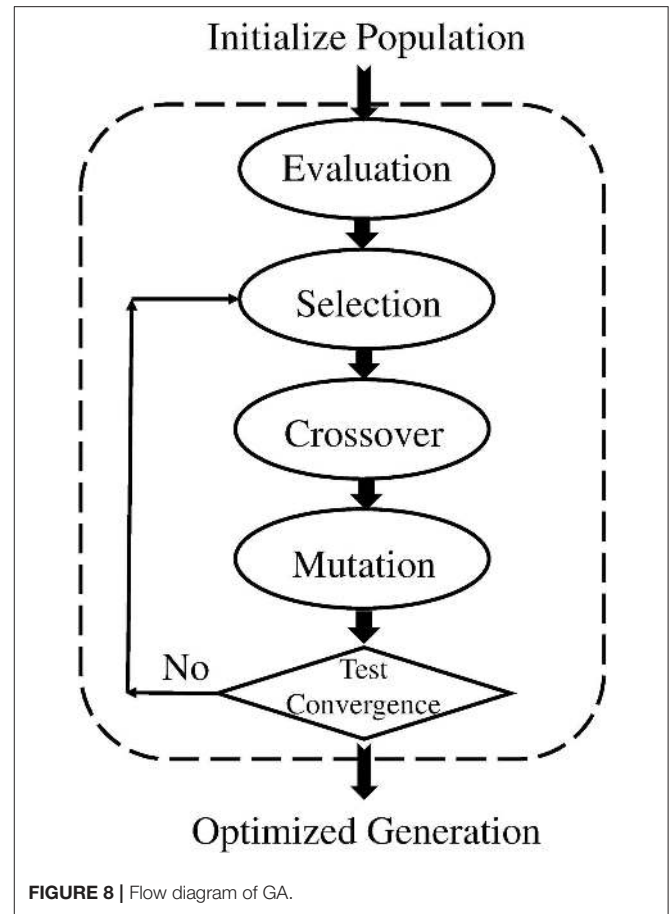 Initialize Population
Evaluation
Selection
Crossover
Mutation
No
Test
Convergence
Optimized Generation
FIGURE 8 | Flow diagram of GA.